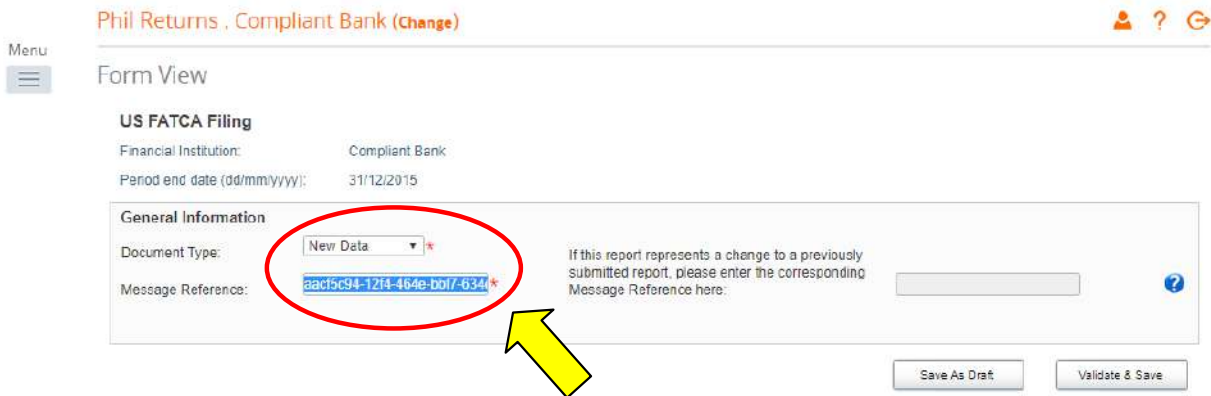 Phil Returns , Compliant Bank (Change)
?
Menu
Form View
US FATCA Filing
Financial Institution: Compliant Bank
Period end date (dd/mm/yyyy): 31/12/2015
General Information
Document Type: New Data *
If this report represents a change to a previously
submitted report, please enter the corresponding
Message Reference here:
Message Reference: aacf5c94-12f4-464e-bbf7-634 *
?
Save As Draft Validate & Save